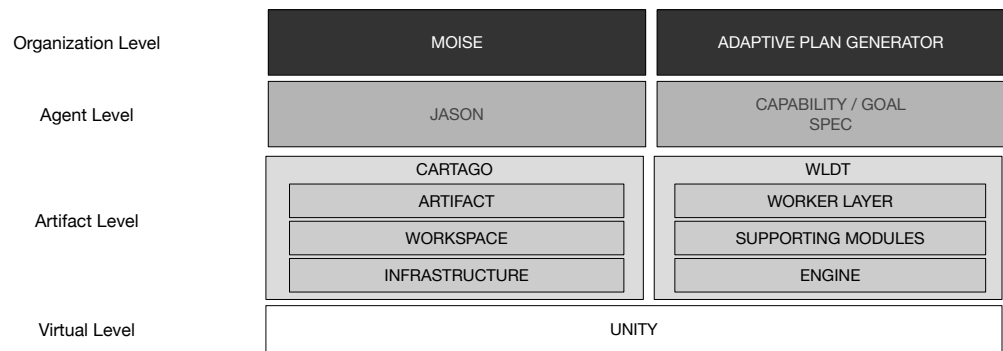 Organization Level
MOISE
ADAPTIVE PLAN GENERATOR
Agent Level
JASON
CAPABILITY / GOAL
SPEC
Artifact Level
CARTAGO
ARTIFACT
WORKSPACE
INFRASTRUCTURE
WLDT
WORKER LAYER
SUPPORTING MODULES
ENGINE
Virtual Level
UNITY